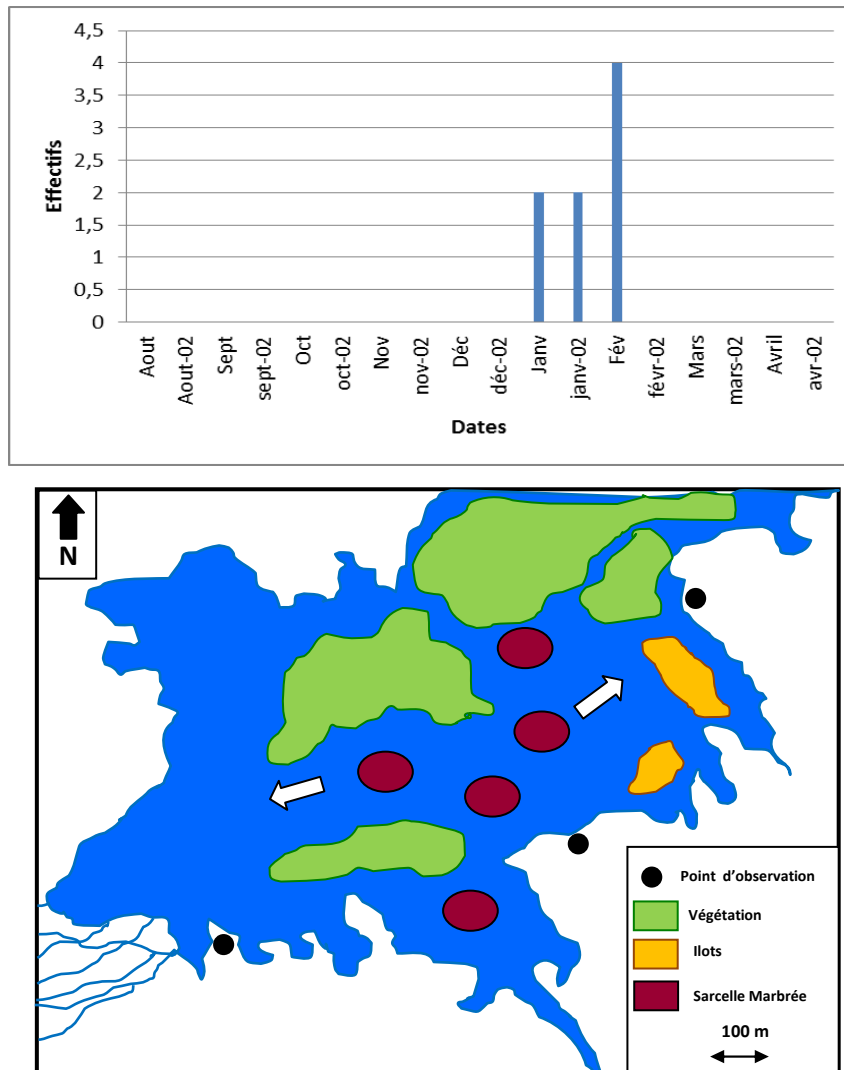 4,5
4
3,5
3
2,5
2
1,5
1
0,5
0
Effectifs
Aout
Aout-02
Sept
sept-02
Oct
oct-02
Nov
nov-02
Déc
déc-02
Janv
janv-02
Fév
févr-02
Mars
mars-02
Avril
avr-02
Dates
N
Point d'observation
Végétation
Ilots
Sarcelle Marbrée
100 m